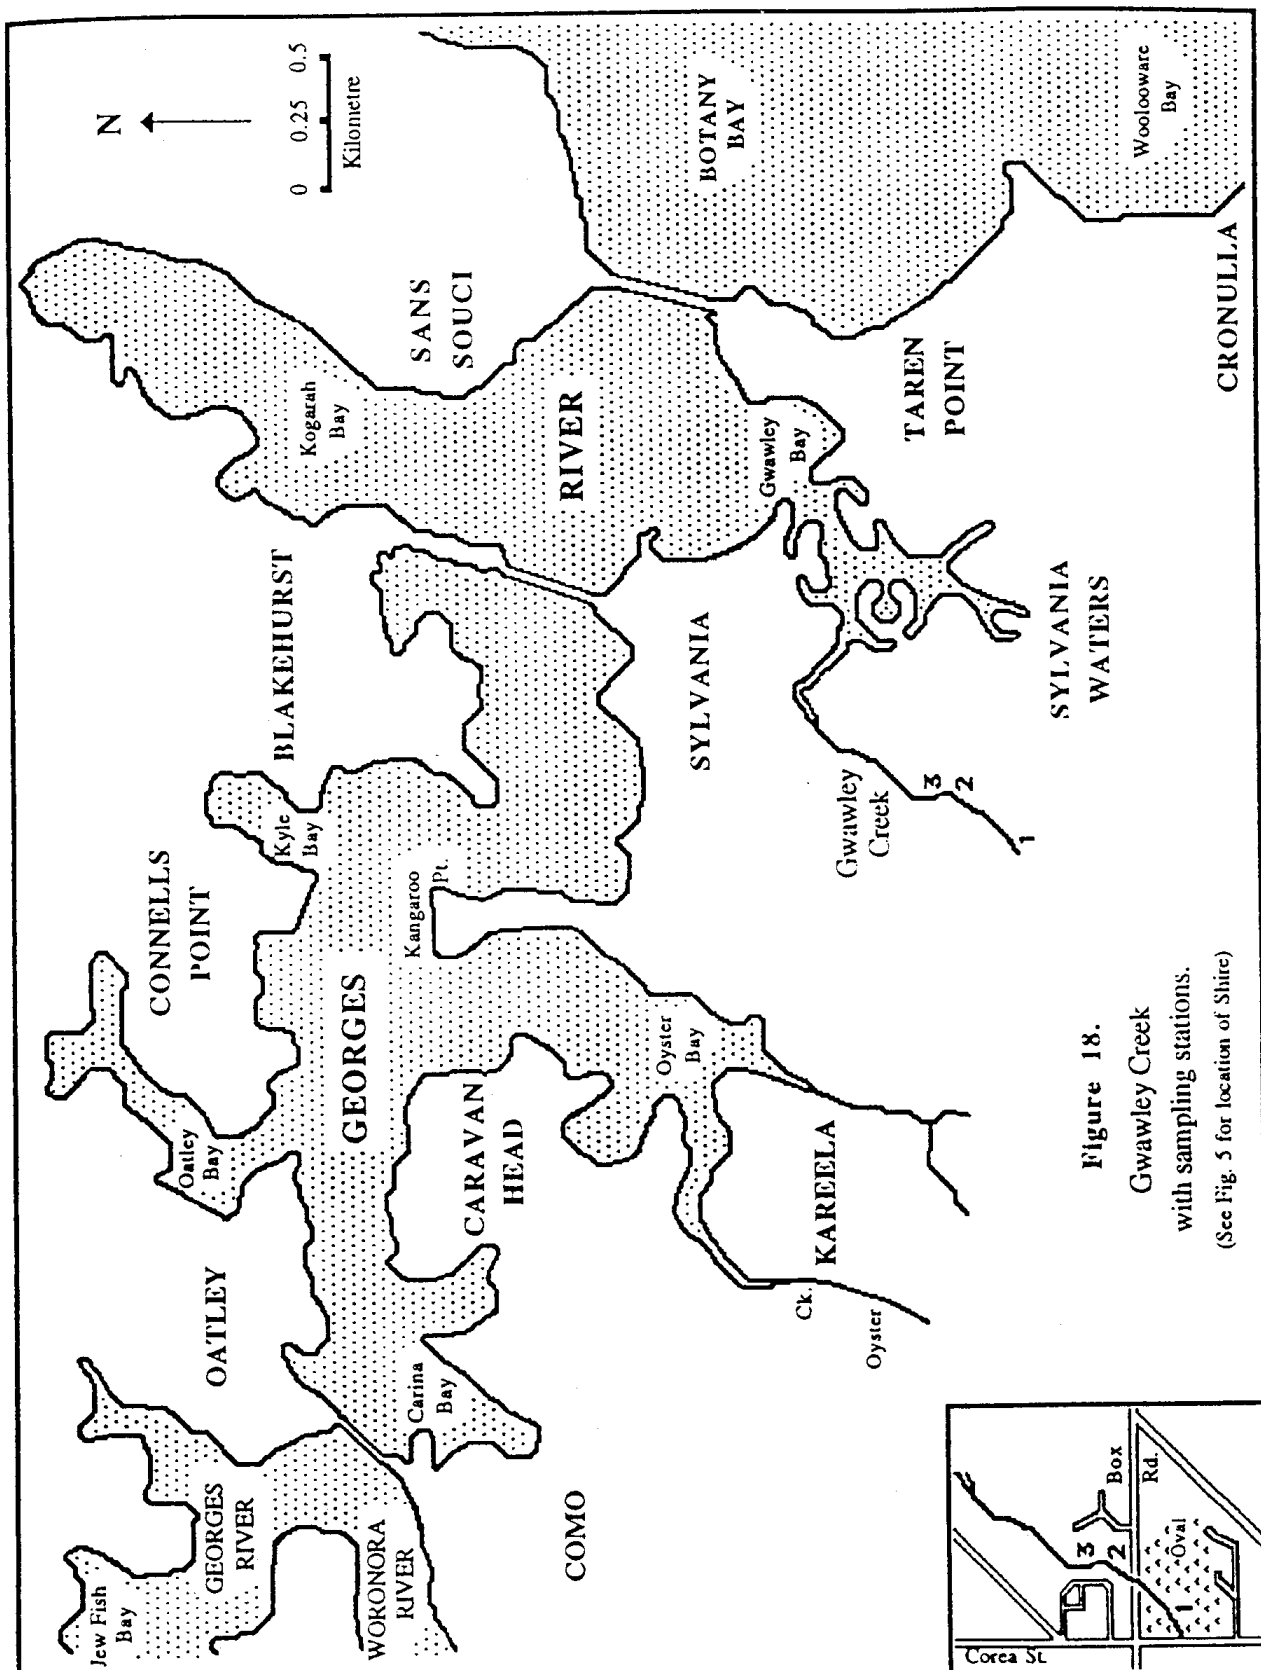 N
0 0.25 0.5
Kilometre
BOTANY
BAY
Woolooware
Bay
CRONULLA
SANS
SOUCI
Kogarah
Bay
RIVER
Gwawley
Bay
TAREN
POINT
BLAKEHURST
SYLVANIA
SYLVANIA
WATERS
Kyle
Bay
Gwawley
Creek
3
2
1
CONNELLS
POINT
Kangaroo
Pt.
GEORGES
Oyster
Bay
Oatley
Bay
CARAVAN
HEAD
KAREELA
OATLEY
Carina
Bay
Oyster
Ck.
GEORGES
RIVER
Jew Fish
Bay
WORONORA
RIVER
COMO
Figure 18.
Gwawley Creek
with sampling stations.
(See Fig. 5 for location of Shire)
Box
Rd.
3
2
1
Oval
Corea St.